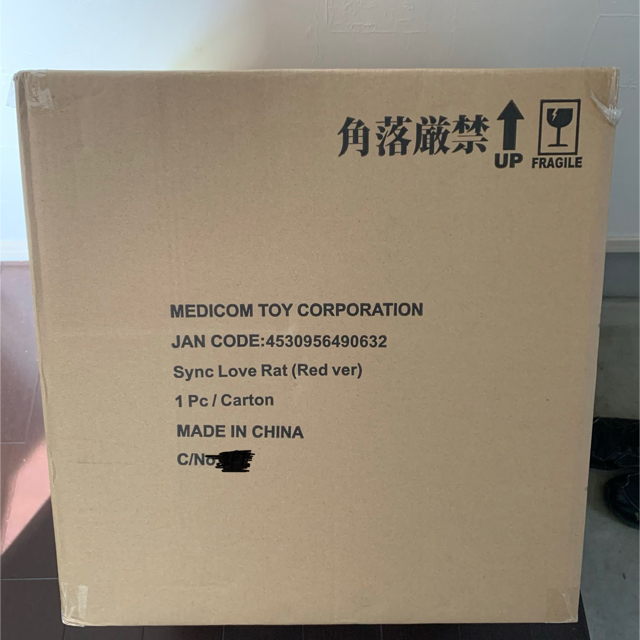 角落厳禁
UP
FRAGILE
MEDICOM TOY CORPORATION
JAN CODE:4530956490632
Sync Love Rat (Red ver)
1 Pc / Carton
MADE IN CHINA
C/No